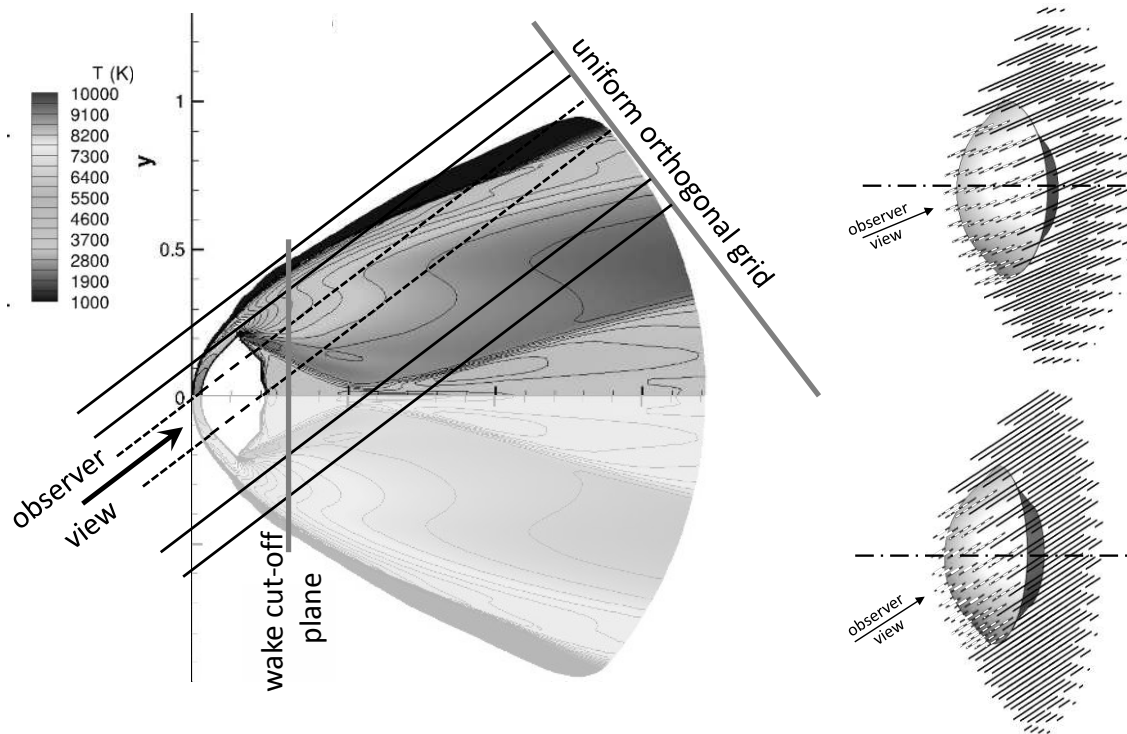 T (K)
10000
9100
8200
7300
6400
5500
4600
3700
2800
1900
1000
y
1
0.5
0
uniform orthogonal grid
observer
view
wake cut-off
plane
observer
view
observer
view